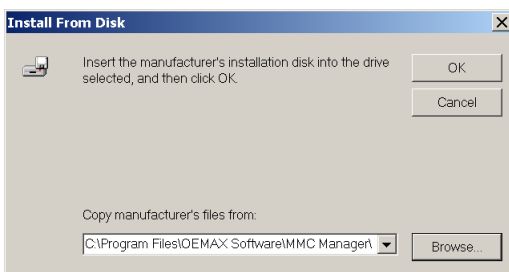 Install From Disk
Insert the manufacturer's installation disk into the drive
selected, and then click OK.
OK
Cancel
Copy manufacturer's files from:
C:\Program Files\OEMAX Software\MMC Manager\
Browse...